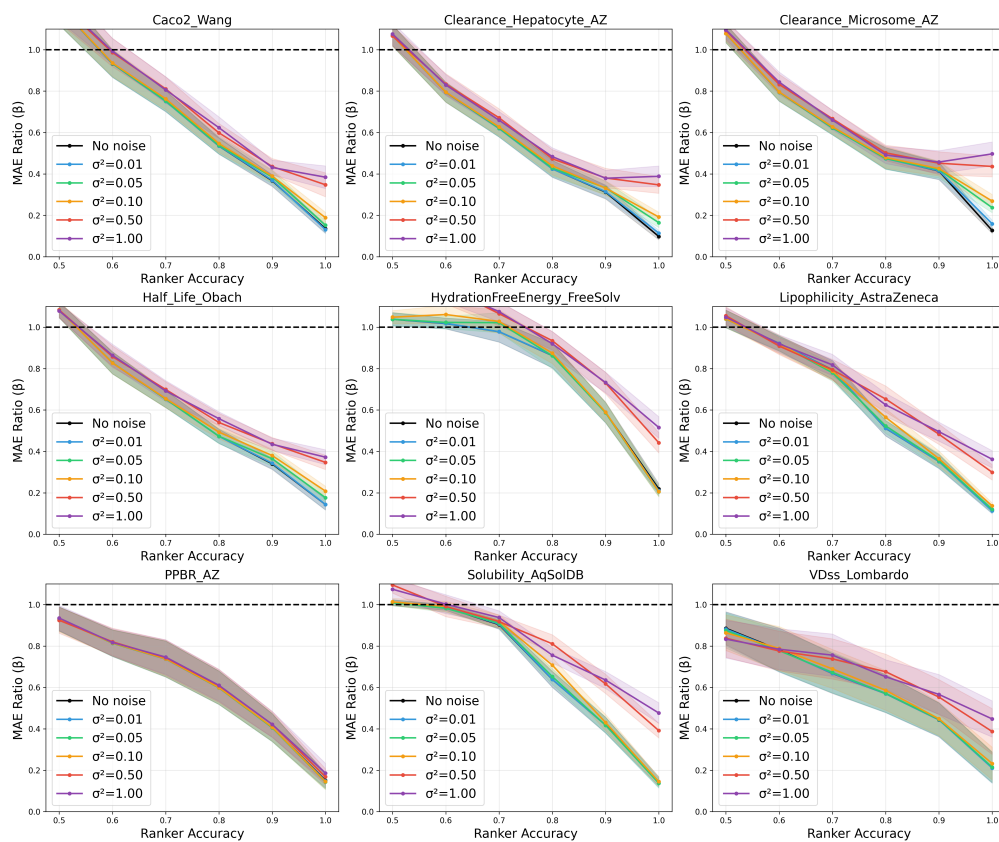 Caco2_Wang
MAE Ratio (β)
1.0
0.8
0.6
0.4
0.2
0.0
No noise
σ²=0.01
σ²=0.05
σ²=0.10
σ²=0.50
σ²=1.00
0.5 0.6 0.7 0.8 0.9 1.0
Ranker Accuracy
Clearance_Hepatocyte_AZ
MAE Ratio (β)
1.0
0.8
0.6
0.4
0.2
0.0
No noise
σ²=0.01
σ²=0.05
σ²=0.10
σ²=0.50
σ²=1.00
0.5 0.6 0.7 0.8 0.9 1.0
Ranker Accuracy
Clearance_Microsome_AZ
MAE Ratio (β)
1.0
0.8
0.6
0.4
0.2
0.0
No noise
σ²=0.01
σ²=0.05
σ²=0.10
σ²=0.50
σ²=1.00
0.5 0.6 0.7 0.8 0.9 1.0
Ranker Accuracy
Half_Life_Obach
MAE Ratio (β)
1.0
0.8
0.6
0.4
0.2
0.0
No noise
σ²=0.01
σ²=0.05
σ²=0.10
σ²=0.50
σ²=1.00
0.5 0.6 0.7 0.8 0.9 1.0
Ranker Accuracy
HydrationFreeEnergy_FreeSolv
MAE Ratio (β)
1.0
0.8
0.6
0.4
0.2
0.0
No noise
σ²=0.01
σ²=0.05
σ²=0.10
σ²=0.50
σ²=1.00
0.5 0.6 0.7 0.8 0.9 1.0
Ranker Accuracy
Lipophilicity_AstraZeneca
MAE Ratio (β)
1.0
0.8
0.6
0.4
0.2
0.0
No noise
σ²=0.01
σ²=0.05
σ²=0.10
σ²=0.50
σ²=1.00
0.5 0.6 0.7 0.8 0.9 1.0
Ranker Accuracy
PPBR_AZ
MAE Ratio (β)
1.0
0.8
0.6
0.4
0.2
0.0
No noise
σ²=0.01
σ²=0.05
σ²=0.10
σ²=0.50
σ²=1.00
0.5 0.6 0.7 0.8 0.9 1.0
Ranker Accuracy
Solubility_AqSolDB
MAE Ratio (β)
1.0
0.8
0.6
0.4
0.2
0.0
No noise
σ²=0.01
σ²=0.05
σ²=0.10
σ²=0.50
σ²=1.00
0.5 0.6 0.7 0.8 0.9 1.0
Ranker Accuracy
VDss_Lombardo
MAE Ratio (β)
1.0
0.8
0.6
0.4
0.2
0.0
No noise
σ²=0.01
σ²=0.05
σ²=0.10
σ²=0.50
σ²=1.00
0.5 0.6 0.7 0.8 0.9 1.0
Ranker Accuracy